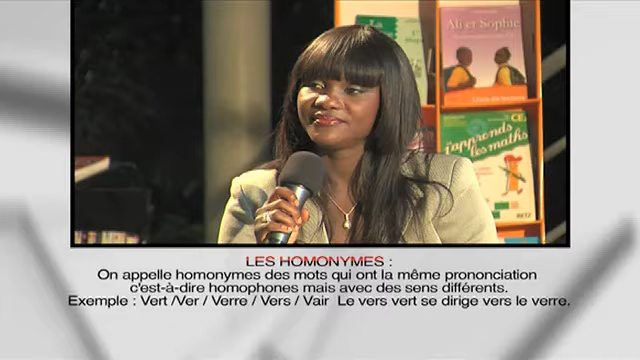 Ali et Sophie
CE
j'apprends
les maths
RETZ
LES HOMONYMES :
On appelle homonymes des mots qui ont la même prononciation
c'est-à-dire homophones mais avec des sens différents.
Exemple : Vert /Ver / Verre / Vers / Vair Le vers vert se dirige vers le verre.